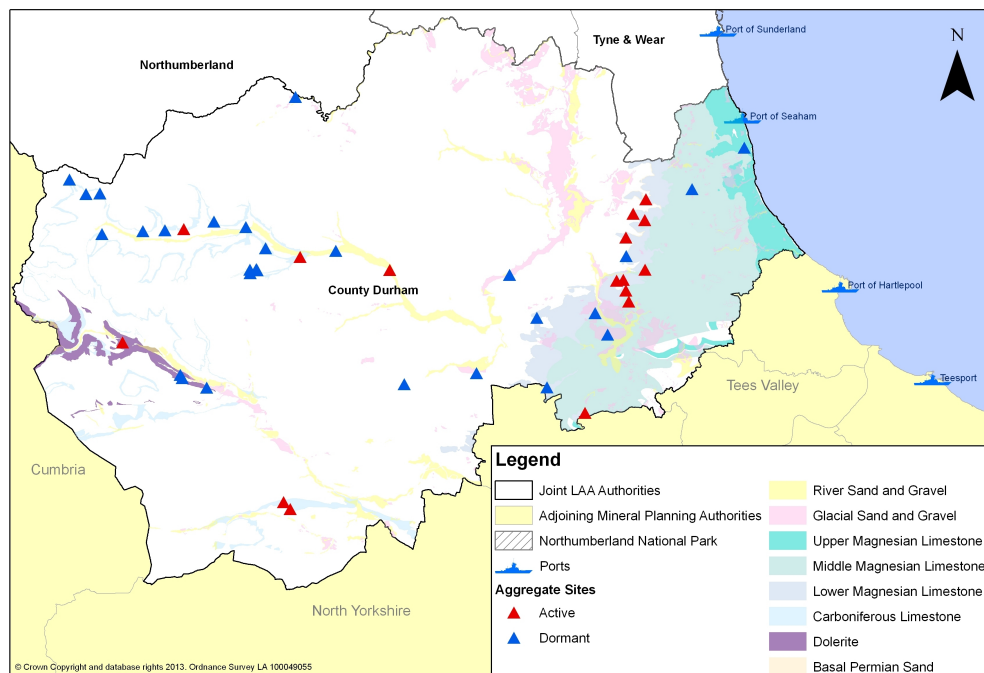 Tyne & Wear
Port of Sunderland
N
Northumberland
Port of Seaham
County Durham
Port of Hartlepool
Teesport
Tees Valley
Cumbria
North Yorkshire
Legend
Joint LAA Authorities
Adjoining Mineral Planning Authorities
Northumberland National Park
Ports
Aggregate Sites
Active
Dormant
River Sand and Gravel
Glacial Sand and Gravel
Upper Magnesian Limestone
Middle Magnesian Limestone
Lower Magnesian Limestone
Carboniferous Limestone
Dolerite
Basal Permian Sand
© Crown Copyright and database rights 2013. Ordnance Survey LA 100049055